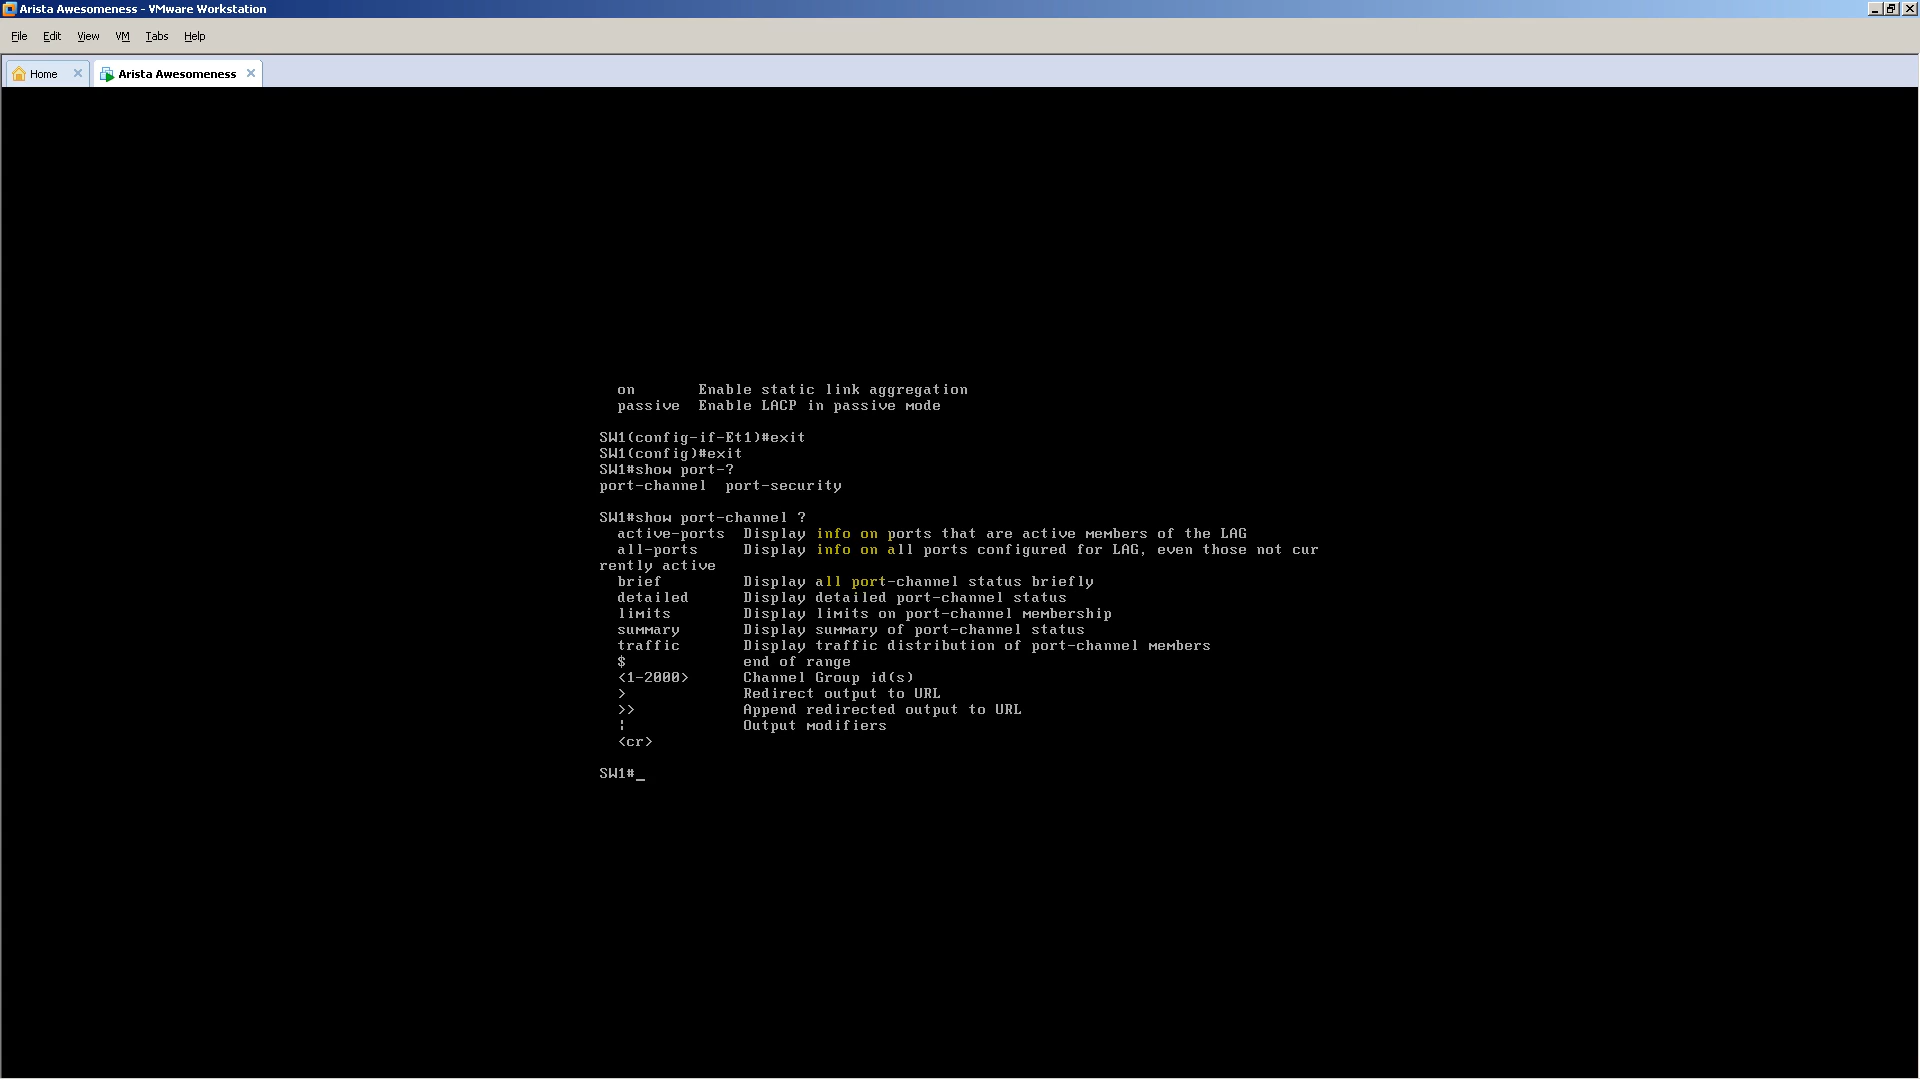 Arista Awesomeness - VMware Workstation
File Edit View VM Tabs Help
Home Arista Awesomeness
on Enable static link aggregation
passive Enable LACP in passive mode
SW1(config-if-Et1)#exit
SW1(config)#exit
SW1#show port-?
port-channel port-security
SW1#show port-channel ?
active-ports Display info on ports that are active members of the LAG
all-ports Display info on all ports configured for LAG, even those not cur
rently active
brief Display all port-channel status briefly
detailed Display detailed port-channel status
limits Display limits on port-channel membership
summary Display summary of port-channel status
traffic Display traffic distribution of port-channel members
$ end of range
<1-2000> Channel Group id(s)
> Redirect output to URL
>> Append redirected output to URL
¦ Output modifiers
<cr>
SW1#_